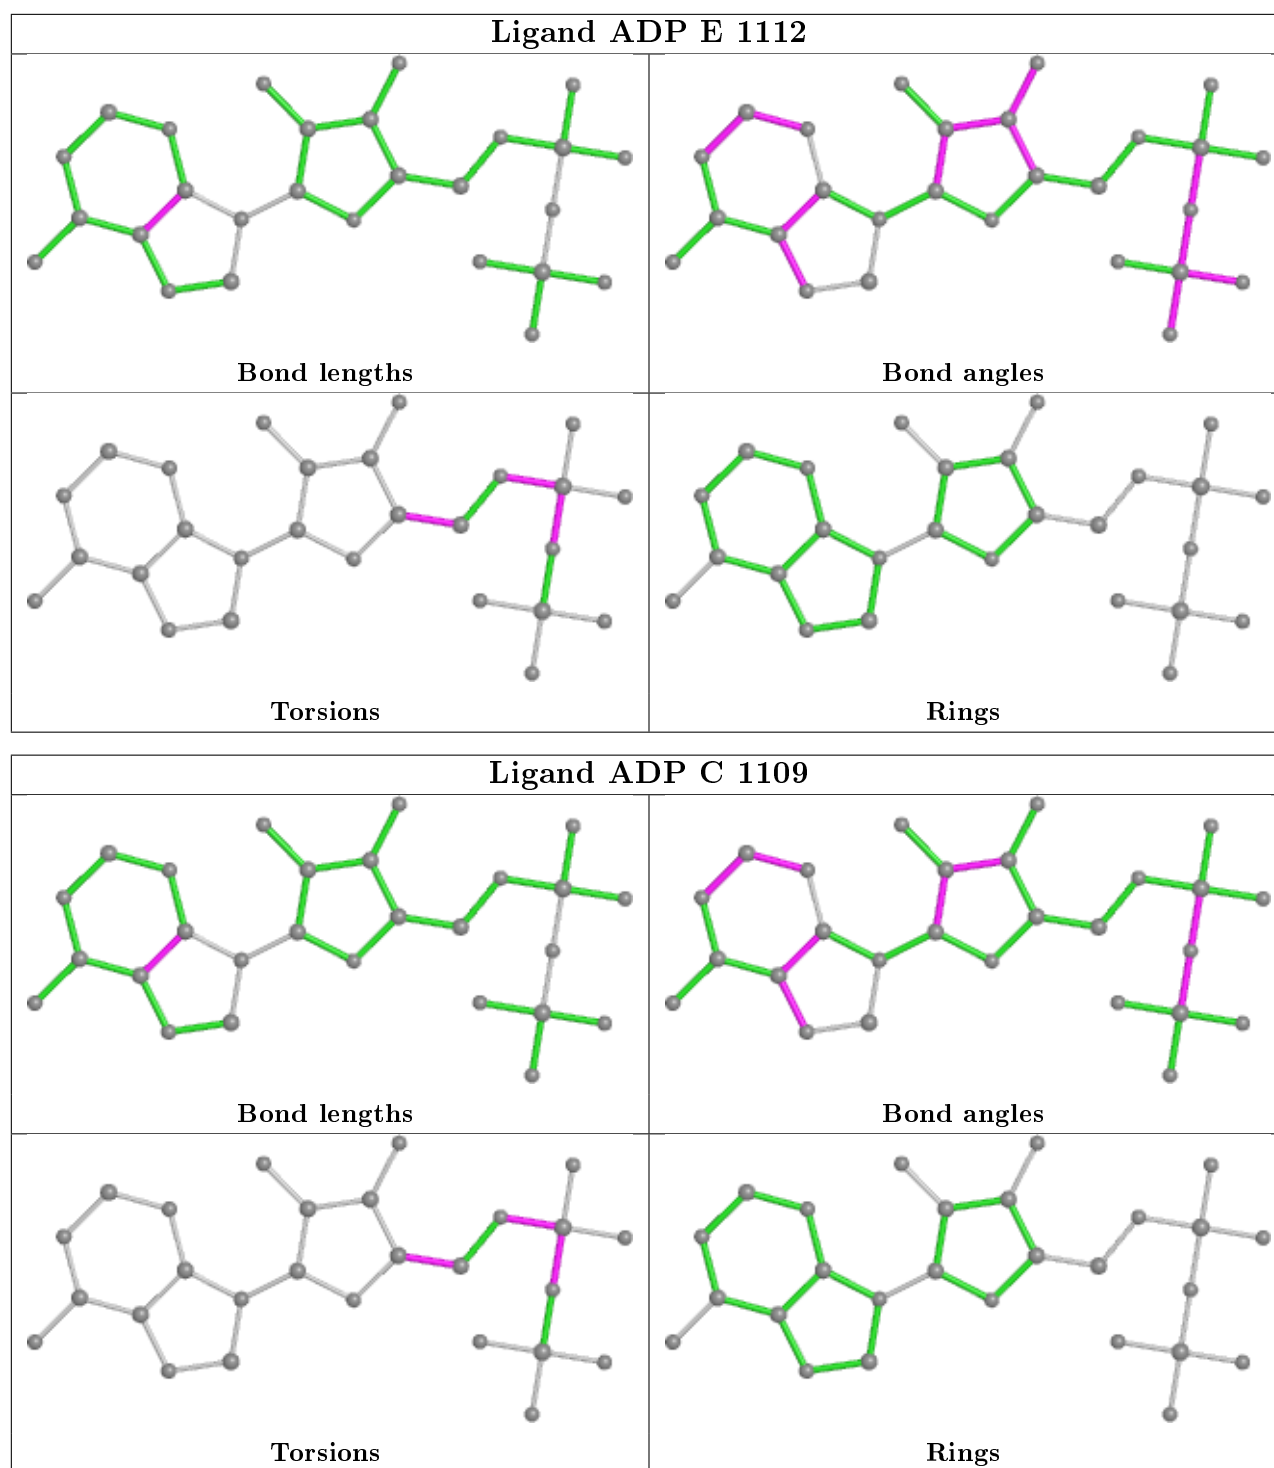 Ligand ADP E 1112
Bond lengths
Bond angles
Torsions
Rings
Ligand ADP C 1109
Bond lengths
Bond angles
Torsions
Rings